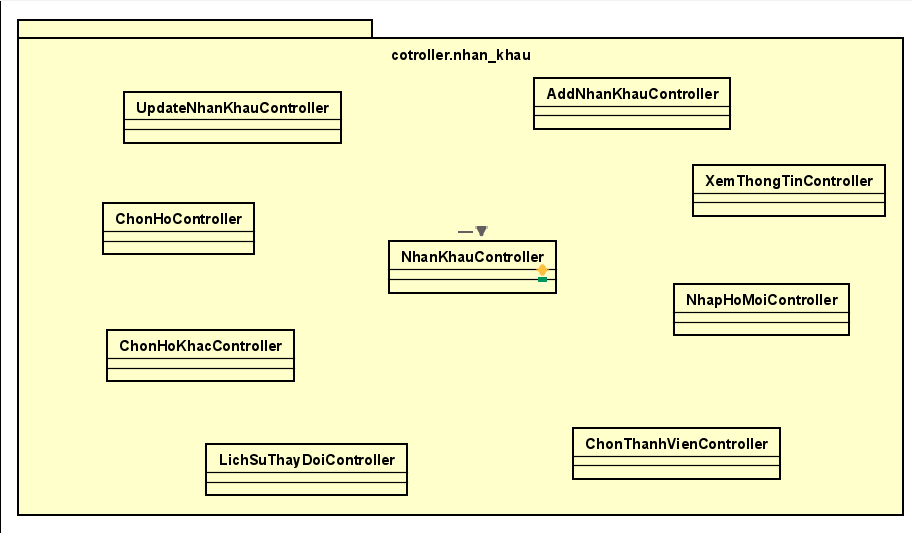 cotroller.nhan_khau
UpdateNhanKhauController
AddNhanKhauController
XemThongTinController
ChonHoController
NhanKhauController
NhapHoMoiController
ChonHoKhacController
ChonThanhVienController
LichSuThayDoiController